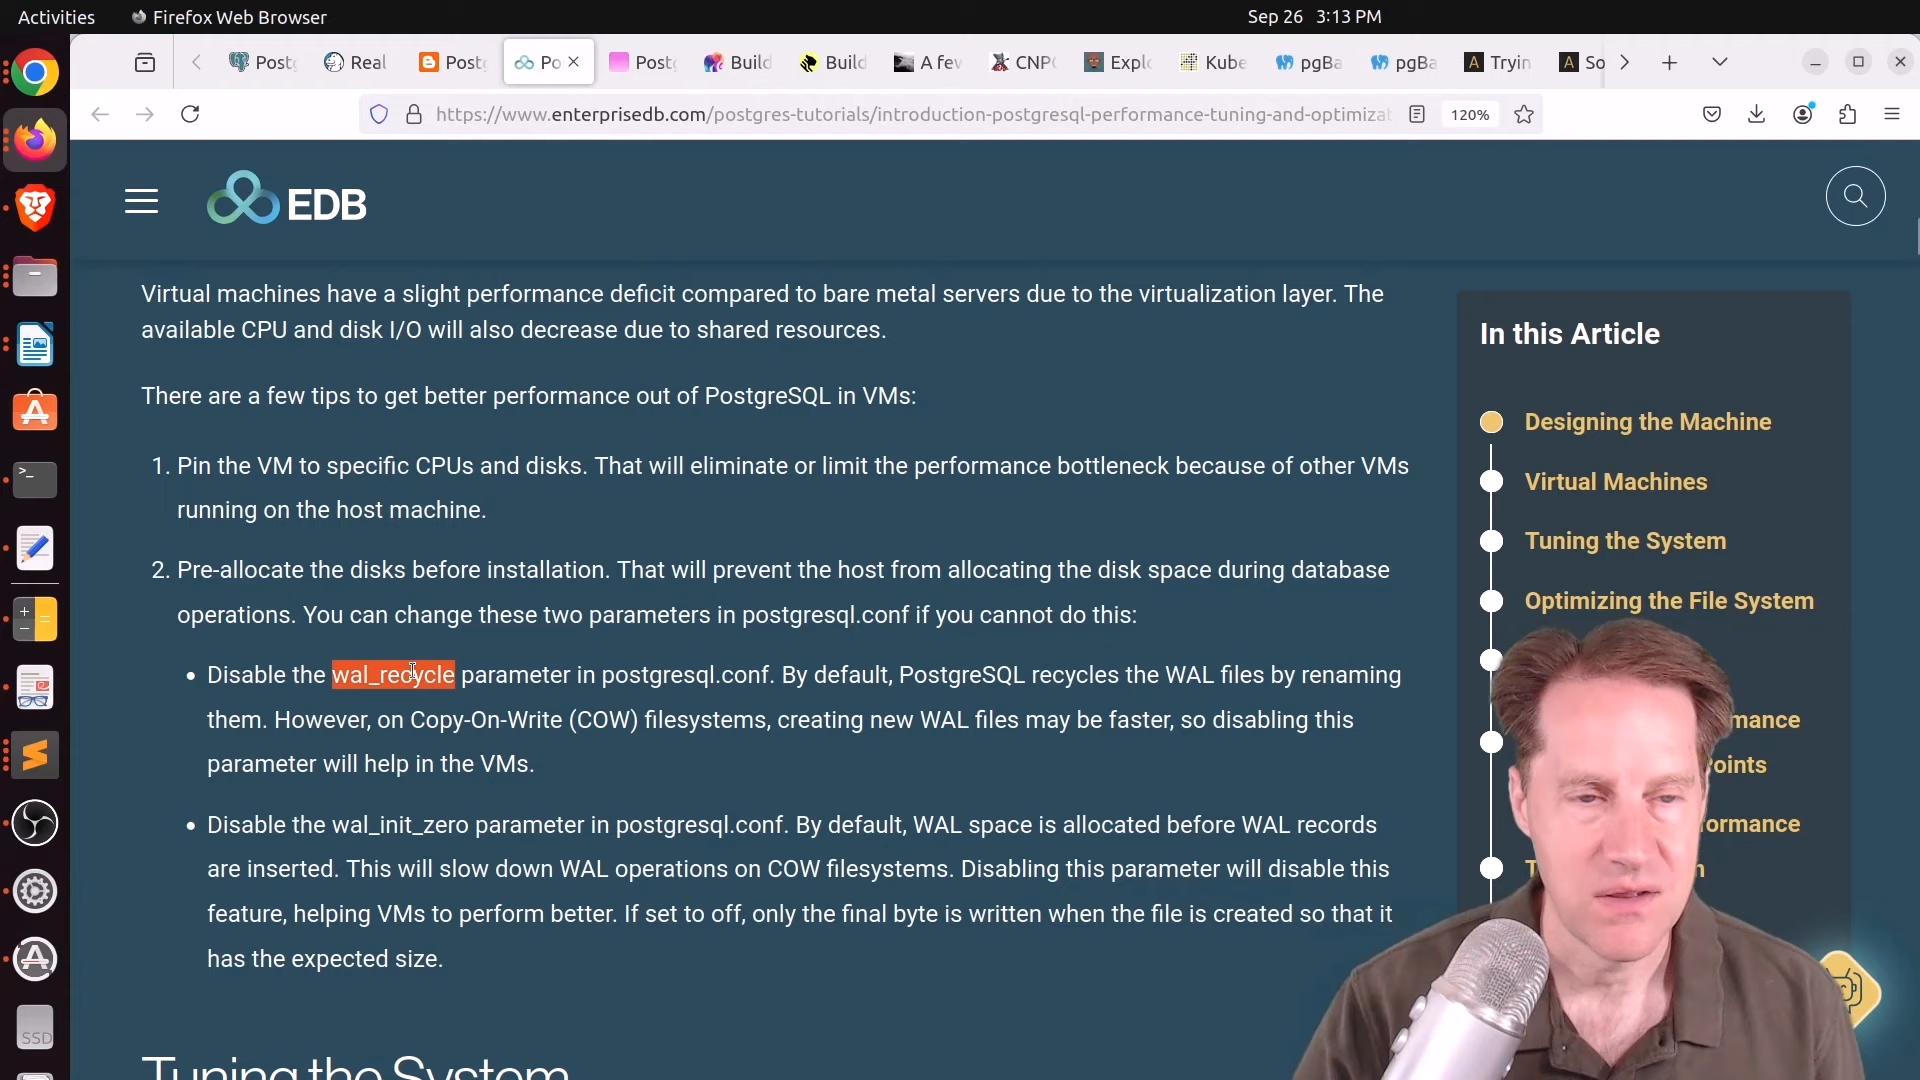 Activities
Firefox Web Browser
Sep 26 3:13 PM
Postg
Real
Postg
Po
Postg
Build
Build
A few
CNPG
Explo
Kube
pgBa
pgBa
Tryin
So
https://www.enterprisedb.com/postgres-tutorials/introduction-postgresql-performance-tuning-and-optimizat
120%
EDB
Virtual machines have a slight performance deficit compared to bare metal servers due to the virtualization layer. The
available CPU and disk I/O will also decrease due to shared resources.
There are a few tips to get better performance out of PostgreSQL in VMs:
1. Pin the VM to specific CPUs and disks. That will eliminate or limit the performance bottleneck because of other VMs
running on the host machine.
2. Pre-allocate the disks before installation. That will prevent the host from allocating the disk space during database
operations. You can change these two parameters in postgresql.conf if you cannot do this:
• Disable the wal_recycle parameter in postgresql.conf. By default, PostgreSQL recycles the WAL files by renaming
them. However, on Copy-On-Write (COW) filesystems, creating new WAL files may be faster, so disabling this
parameter will help in the VMs.
• Disable the wal_init_zero parameter in postgresql.conf. By default, WAL space is allocated before WAL records
are inserted. This will slow down WAL operations on COW filesystems. Disabling this parameter will disable this
feature, helping VMs to perform better. If set to off, only the final byte is written when the file is created so that it
has the expected size.
Tuning the System
In this Article
Designing the Machine
Virtual Machines
Tuning the System
Optimizing the File System
mance
Points
formance
SSD